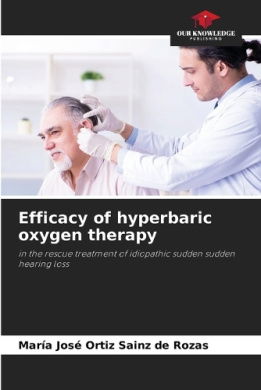 OUR KNOWLEDGE
PUBLISHING
Efficacy of hyperbaric
oxygen therapy
in the rescue treatment of idiopathic sudden sudden
hearing loss
María José Ortiz Sainz de Rozas